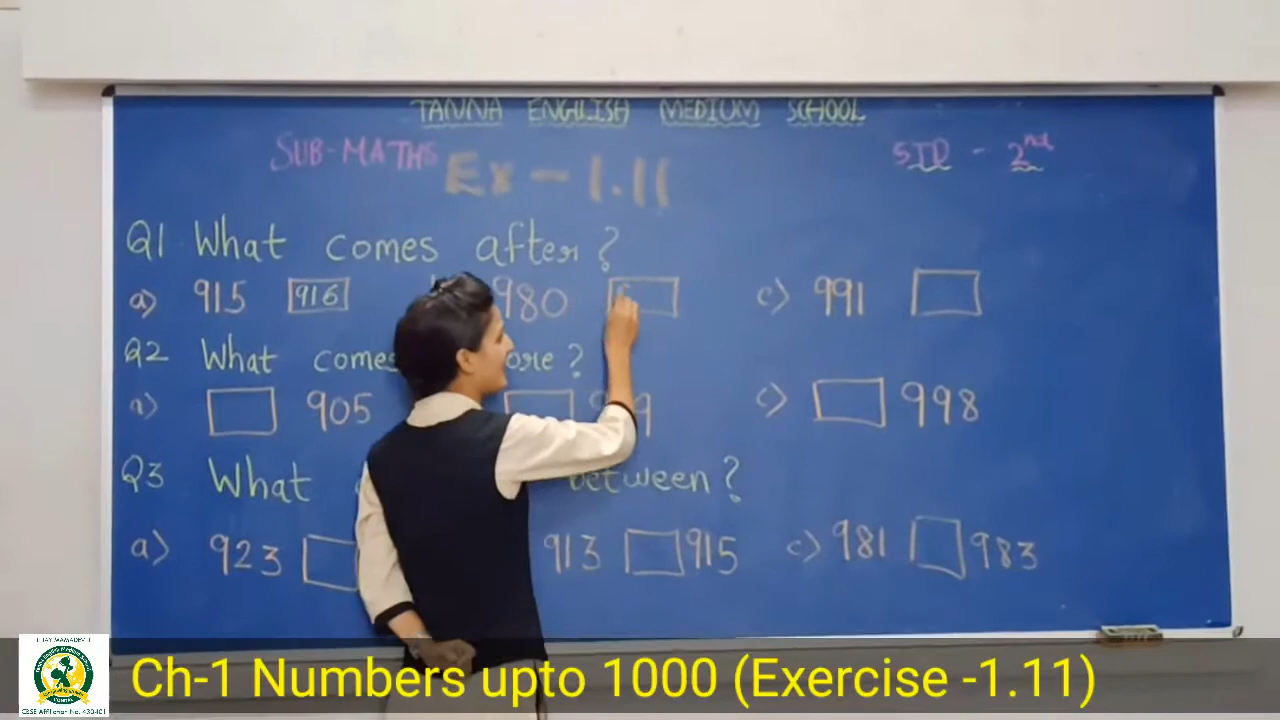 TANNA ENGLISH MEDIUM SCHOOL
SUB-MATHS Ex - 1.11 STD - 2nd
Q1 What comes after?
a) 915 916 980 c) 991
Q2 What comes ore?
a) 905 c) 998
Q3 What between?
a) 923 913 915 c) 981 983
Ch-1 Numbers upto 1000 (Exercise -1.11)